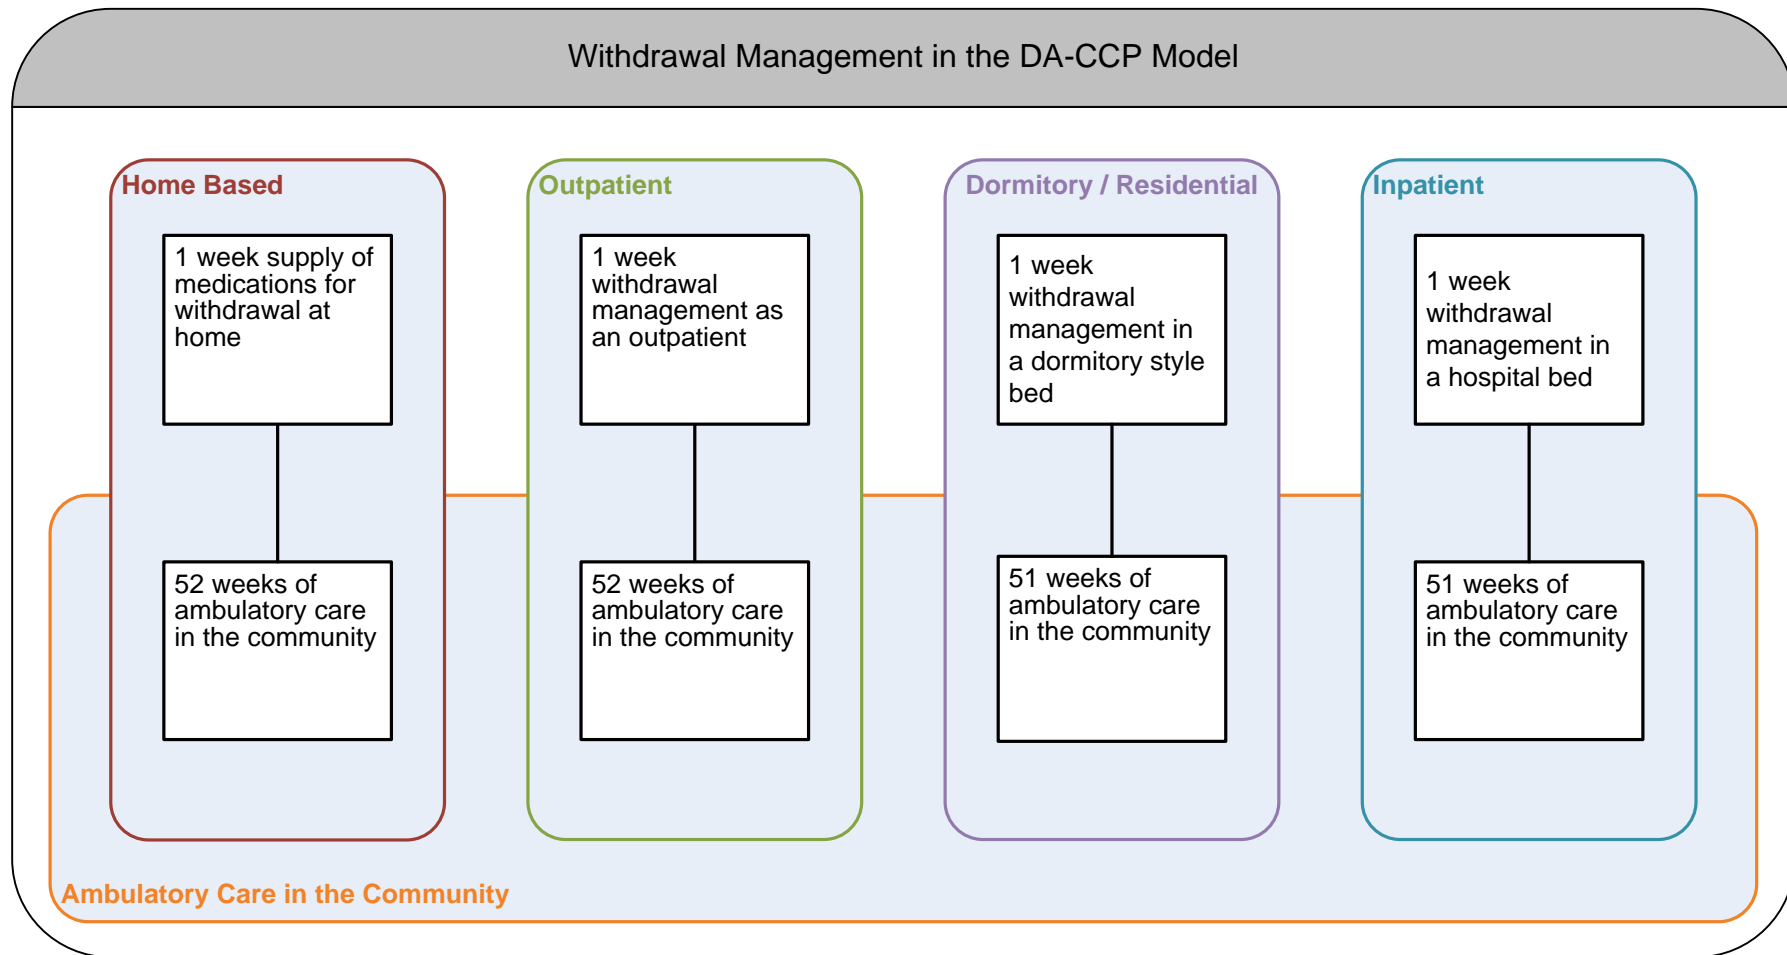 Withdrawal Management in the DA-CCP Model
Home Based
1 week supply of
medications for
withdrawal at
home
52 weeks of
ambulatory care
in the community
Outpatient
1 week
withdrawal
management as
an outpatient
52 weeks of
ambulatory care
in the community
Dormitory / Residential
1 week
withdrawal
management in
a dormitory style
bed
51 weeks of
ambulatory care
in the community
Inpatient
1 week
withdrawal
management in
a hospital bed
51 weeks of
ambulatory care
in the community
Ambulatory Care in the Community